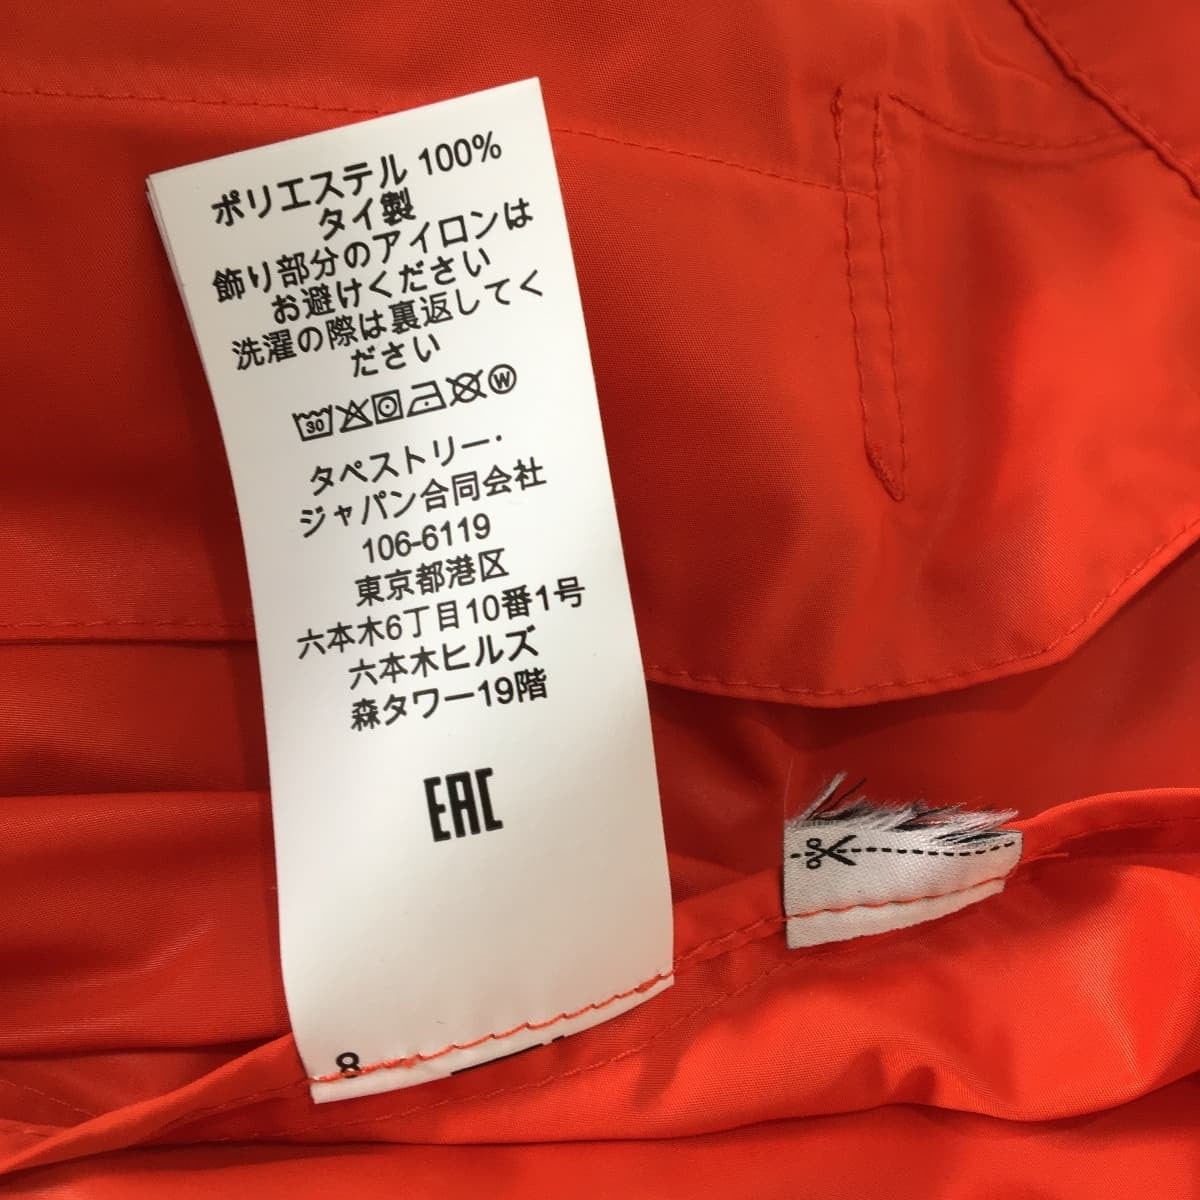 ポリエステル 100%
タイ製
飾り部分のアイロンは
お避けください
洗濯の際は裏返してく
ださい
30 W
タペストリー・
ジャパン合同会社
106-6119
東京都港区
六本木6丁目10番1号
六本木ヒルズ
森タワー19階
EAC
8